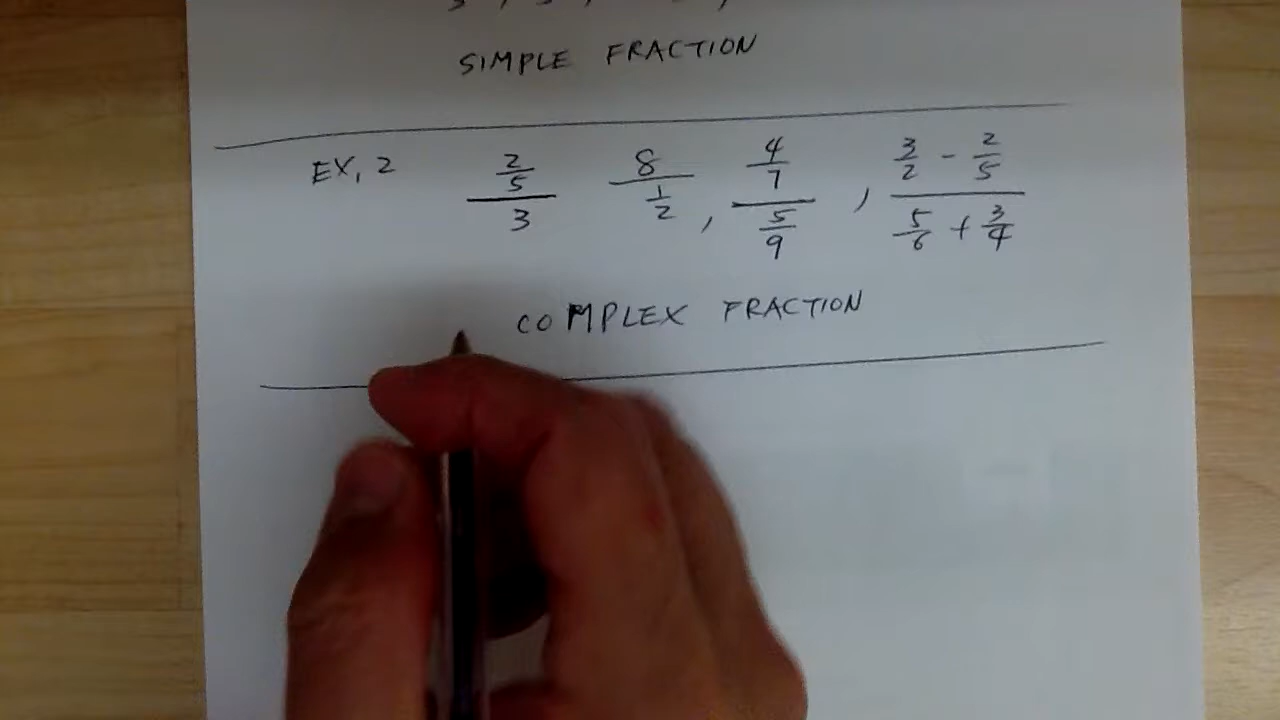 SIMPLE FRACTION
EX, 2 (2/5)/3 8/(1/2), (4/7)/(5/9), (3/2 - 2/5)/(5/6 + 3/4)
COMPLEX FRACTION